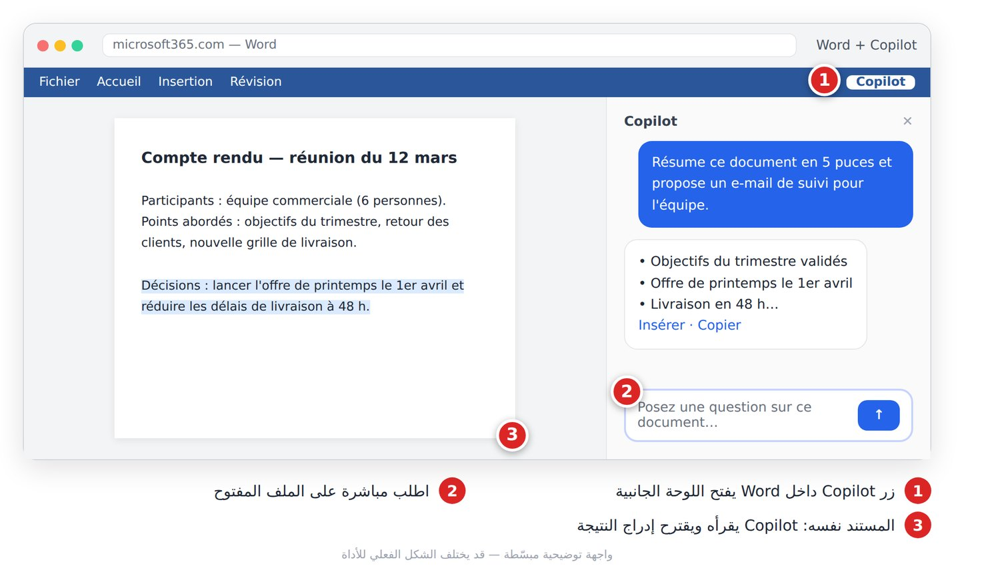 microsoft365.com — Word
Word + Copilot
Fichier Accueil Insertion Révision
1 Copilot
Compte rendu — réunion du 12 mars
Participants : équipe commerciale (6 personnes).
Points abordés : objectifs du trimestre, retour des
clients, nouvelle grille de livraison.
Décisions : lancer l'offre de printemps le 1er avril et
réduire les délais de livraison à 48 h.
3
Copilot ×
Résume ce document en 5 puces et
propose un e-mail de suivi pour
l'équipe.
• Objectifs du trimestre validés
• Offre de printemps le 1er avril
• Livraison en 48 h…
Insérer · Copier
2
Posez une question sur ce
document…
↑
1 زر Copilot داخل Word يفتح اللوحة الجانبية
2 اطلب مباشرة على الملف المفتوح
3 المستند نفسه: Copilot يقرأه ويقترح إدراج النتيجة
واجهة توضيحية مبسّطة — قد يختلف الشكل الفعلي للأداة